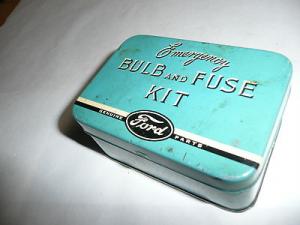 Emergency
BULB AND FUSE
KIT
GENUINE Ford PARTS